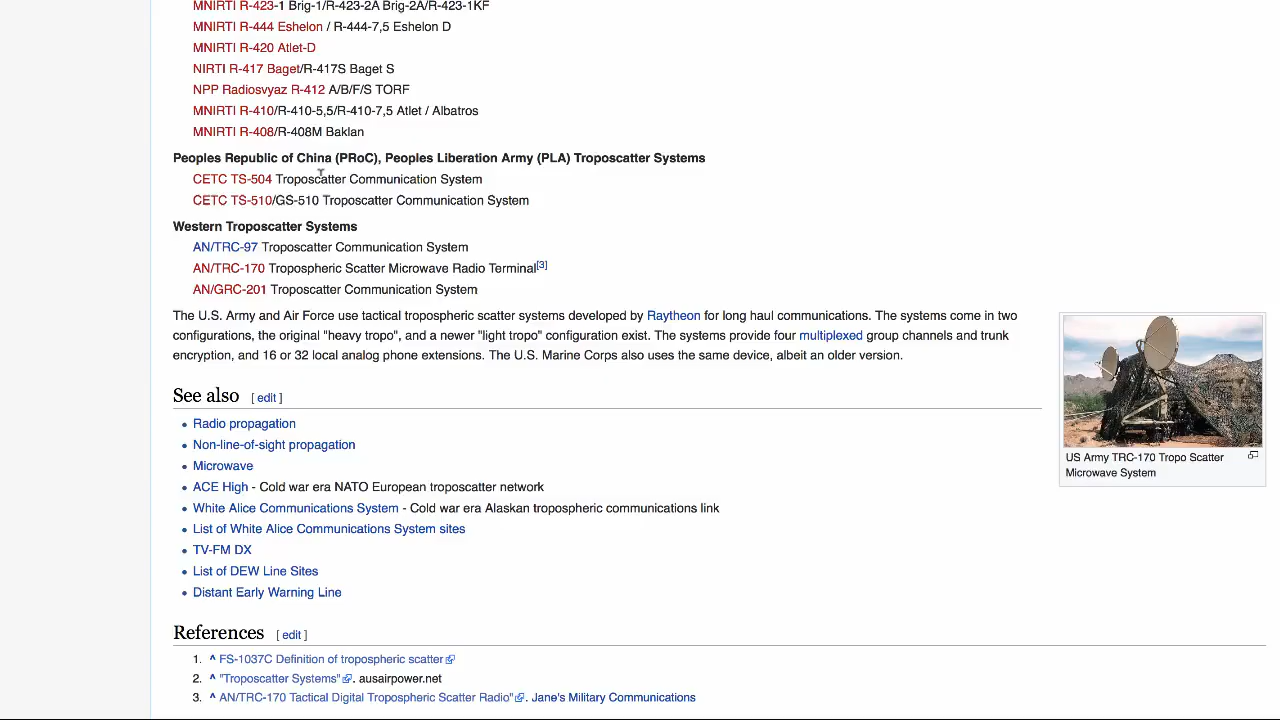 MNIRTI R-423-1 Brig-1/R-423-2A Brig-2A/R-423-1KF
MNIRTI R-444 Eshelon / R-444-7,5 Eshelon D
MNIRTI R-420 Atlet-D
NIRTI R-417 Baget/R-417S Baget S
NPP Radiosvyaz R-412 A/B/F/S TORF
MNIRTI R-410/R-410-5,5/R-410-7,5 Atlet / Albatros
MNIRTI R-408/R-408M Baklan
Peoples Republic of China (PRoC), Peoples Liberation Army (PLA) Troposcatter Systems
CETC TS-504 Troposcatter Communication System
CETC TS-510/GS-510 Troposcatter Communication System
Western Troposcatter Systems
AN/TRC-97 Troposcatter Communication System
AN/TRC-170 Tropospheric Scatter Microwave Radio Terminal[3]
AN/GRC-201 Troposcatter Communication System
The U.S. Army and Air Force use tactical tropospheric scatter systems developed by Raytheon for long haul communications. The systems come in two
configurations, the original "heavy tropo", and a newer "light tropo" configuration exist. The systems provide four multiplexed group channels and trunk
encryption, and 16 or 32 local analog phone extensions. The U.S. Marine Corps also uses the same device, albeit an older version.
US Army TRC-170 Tropo Scatter
Microwave System
See also [ edit ]
• Radio propagation
• Non-line-of-sight propagation
• Microwave
• ACE High - Cold war era NATO European troposcatter network
• White Alice Communications System - Cold war era Alaskan tropospheric communications link
• List of White Alice Communications System sites
• TV-FM DX
• List of DEW Line Sites
• Distant Early Warning Line
References [ edit ]
1. ^ FS-1037C Definition of tropospheric scatter
2. ^ "Troposcatter Systems". ausairpower.net
3. ^ AN/TRC-170 Tactical Digital Tropospheric Scatter Radio". Jane's Military Communications